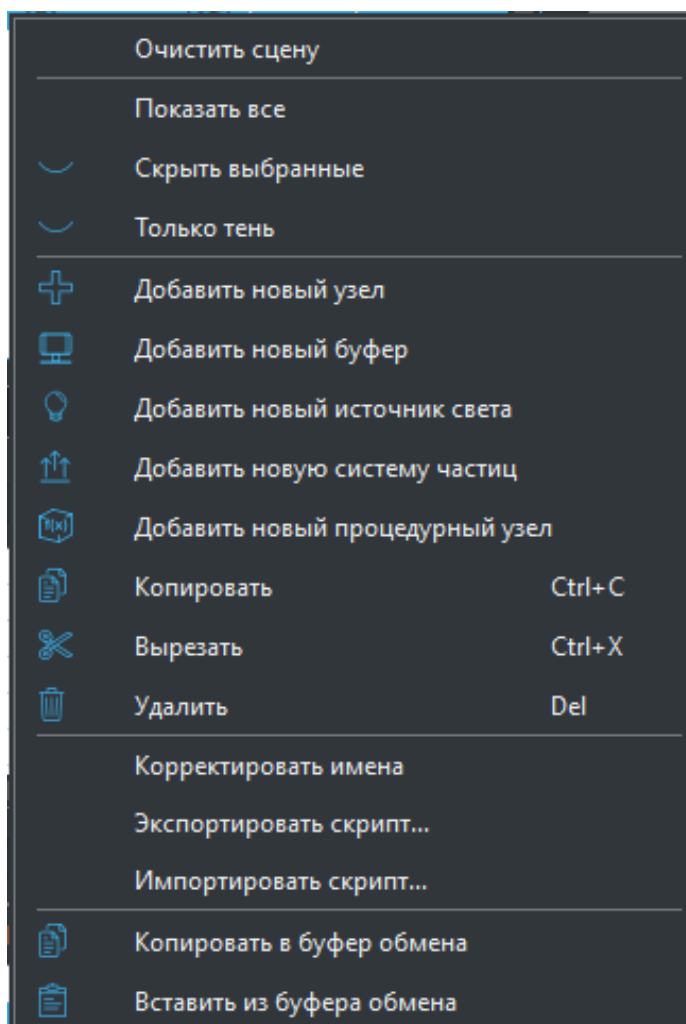 Очистить сцену
Показать все
Скрыть выбранные
Только тень
Добавить новый узел
Добавить новый буфер
Добавить новый источник света
Добавить новую систему частиц
f(x) Добавить новый процедурный узел
Копировать Ctrl+C
Вырезать Ctrl+X
Удалить Del
Корректировать имена
Экспортировать скрипт...
Импортировать скрипт...
Копировать в буфер обмена
Вставить из буфера обмена